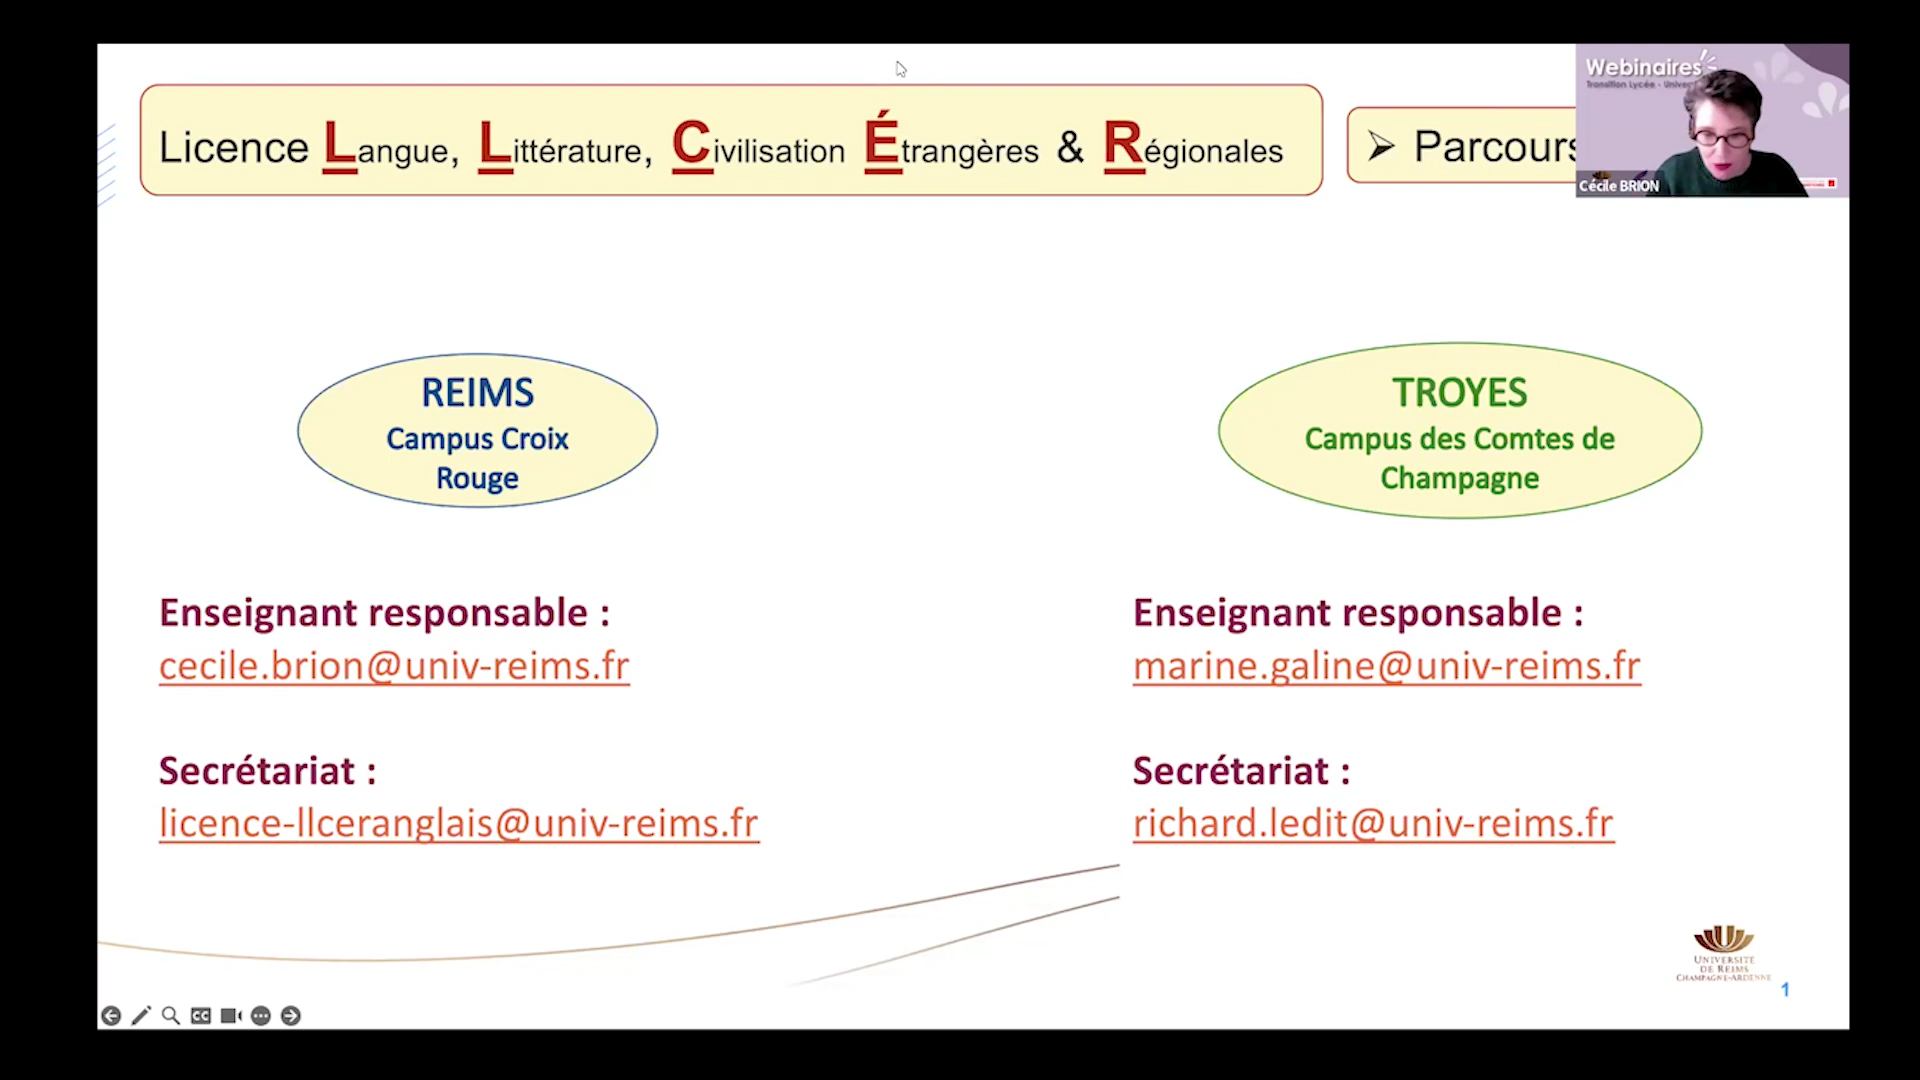 Licence Langue, Littérature, Civilisation Étrangères & Régionales
➢ Parcours
Webinaires
Transition Lycée -
Cécile BRION
REIMS
Campus Croix
Rouge
TROYES
Campus des Comtes de
Champagne
Enseignant responsable :
cecile.brion@univ-reims.fr
Secrétariat :
licence-llceranglais@univ-reims.fr
Enseignant responsable :
marine.galine@univ-reims.fr
Secrétariat :
richard.ledit@univ-reims.fr
UNIVERSITÉ
DE REIMS
CHAMPAGNE-ARDENNE
1
CC